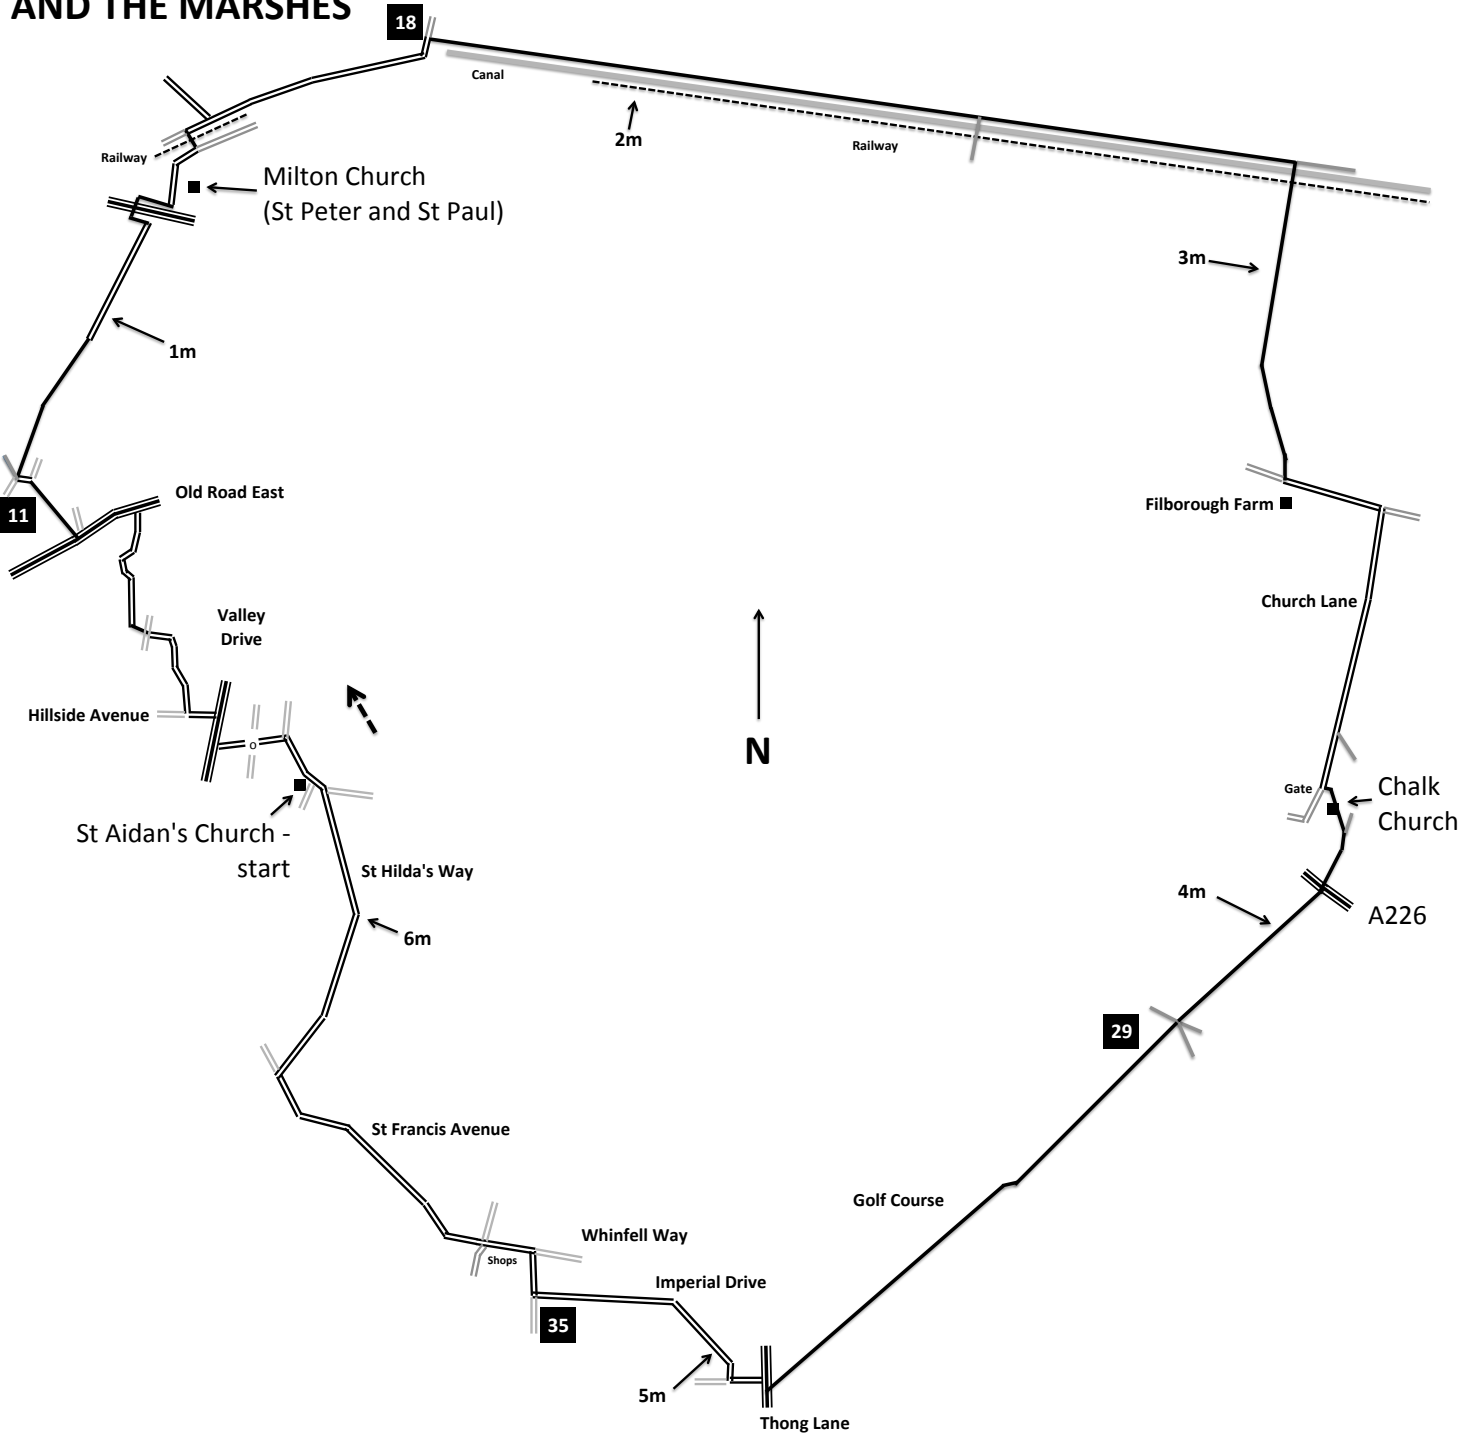 AND THE MARSHES
18
Canal
2m
Railway
Railway
Milton Church
(St Peter and St Paul)
3m
1m
Old Road East
11
Filborough Farm
Church Lane
Valley
Drive
Hillside Avenue
o
N
Gate
Chalk
Church
St Aidan's Church -
start
St Hilda's Way
4m
A226
6m
29
St Francis Avenue
Golf Course
Whinfell Way
Shops
Imperial Drive
35
5m
Thong Lane